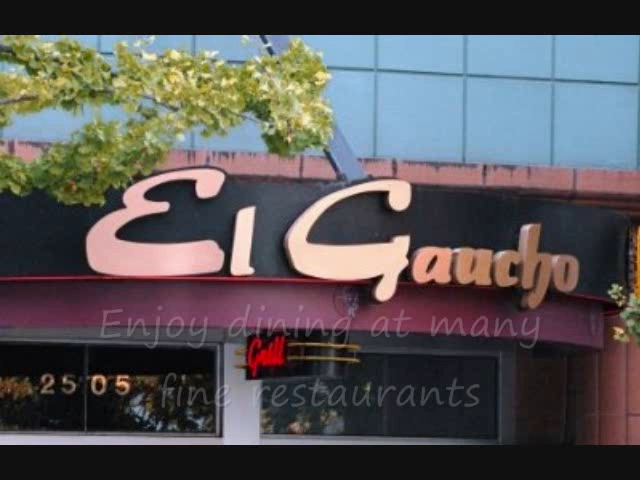 El Gaucho
Enjoy dining at many
Grill
2505
fine restaurants